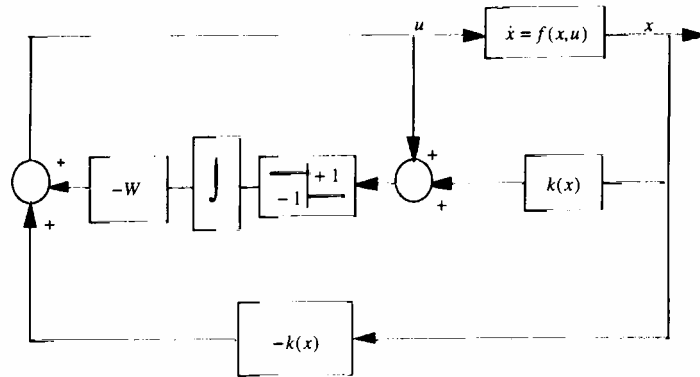 u
ẋ = f(x,u)
x
+
+
-W
∫
+ 1
- 1
+
+
k(x)
-k(x)